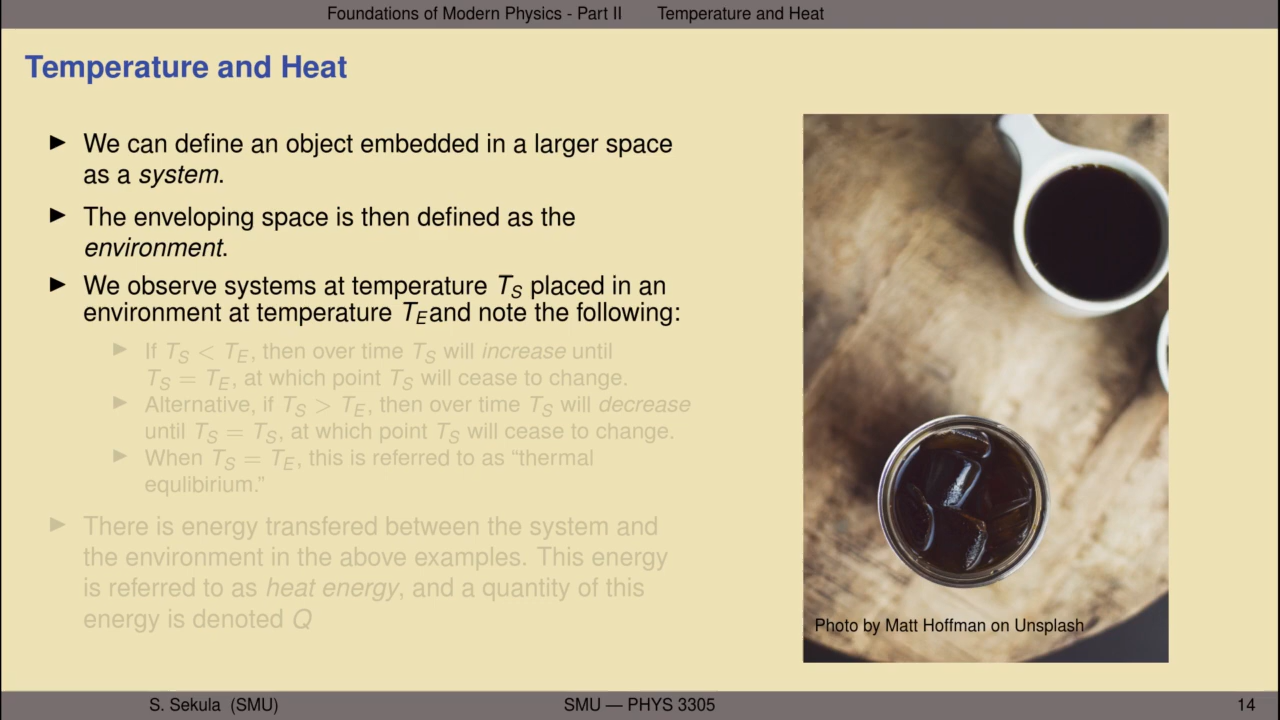 Foundations of Modern Physics - Part II Temperature and Heat
Temperature and Heat
▶ We can define an object embedded in a larger space
as a system.
▶ The enveloping space is then defined as the
environment.
▶ We observe systems at temperature T_S placed in an
environment at temperature T_E and note the following:
▶ If T_S < T_E, then over time T_S will increase until
T_S = T_E, at which point T_S will cease to change.
▶ Alternative, if T_S > T_E, then over time T_S will decrease
until T_S = T_S, at which point T_S will cease to change.
▶ When T_S = T_E, this is referred to as “thermal
equlibirium.”
▶ There is energy transfered between the system and
the environment in the above examples. This energy
is referred to as heat energy, and a quantity of this
energy is denoted Q
Photo by Matt Hoffman on Unsplash
S. Sekula (SMU) SMU — PHYS 3305 14